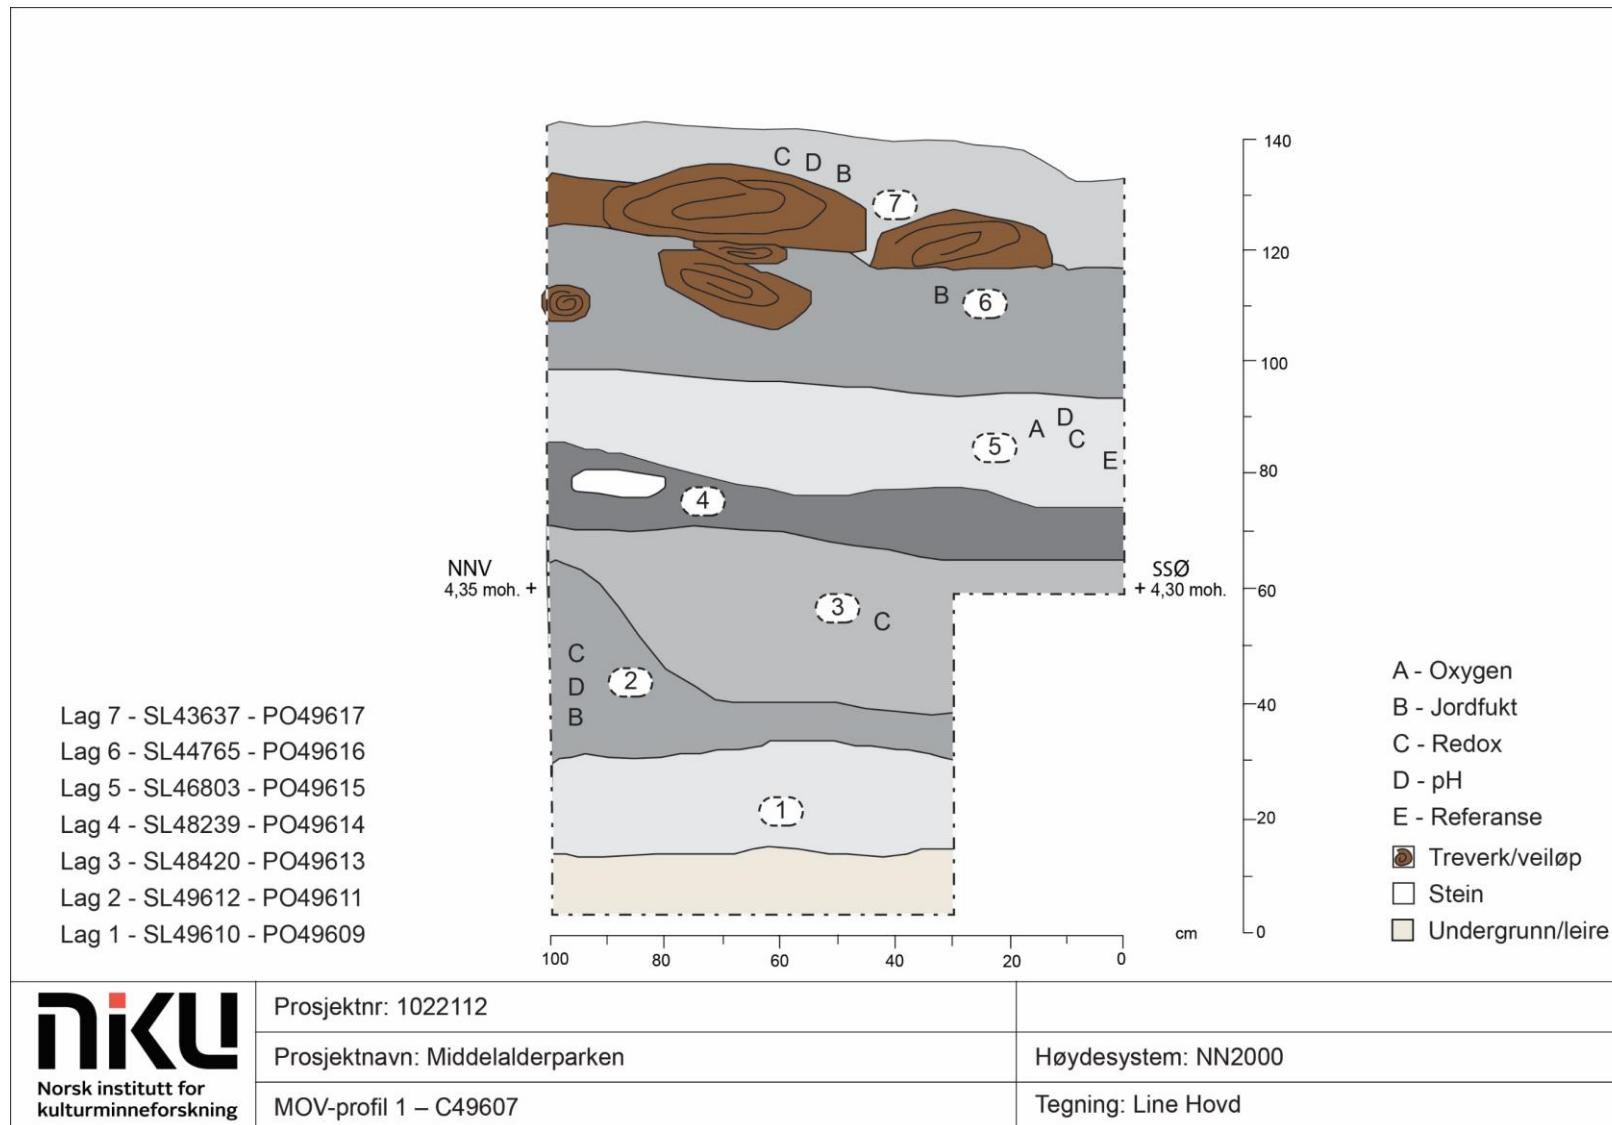 140
120
100
80
60
40
20
0
C D B
7
B 6
5 A D C E
4
NNV
4,35 moh. +
SSØ
+ 4,30 moh.
3 C
C
D
B
2
1
cm
100 80 60 40 20 0
Lag 7 - SL43637 - PO49617
Lag 6 - SL44765 - PO49616
Lag 5 - SL46803 - PO49615
Lag 4 - SL48239 - PO49614
Lag 3 - SL48420 - PO49613
Lag 2 - SL49612 - PO49611
Lag 1 - SL49610 - PO49609
A - Oxygen
B - Jordfukt
C - Redox
D - pH
E - Referanse
Treverk/veiløp
Stein
Undergrunn/leire
NIKU
Norsk institutt for
kulturminneforskning
Prosjektnr: 1022112
Prosjektnavn: Middelalderparken
Høydesystem: NN2000
MOV-profil 1 – C49607
Tegning: Line Hovd